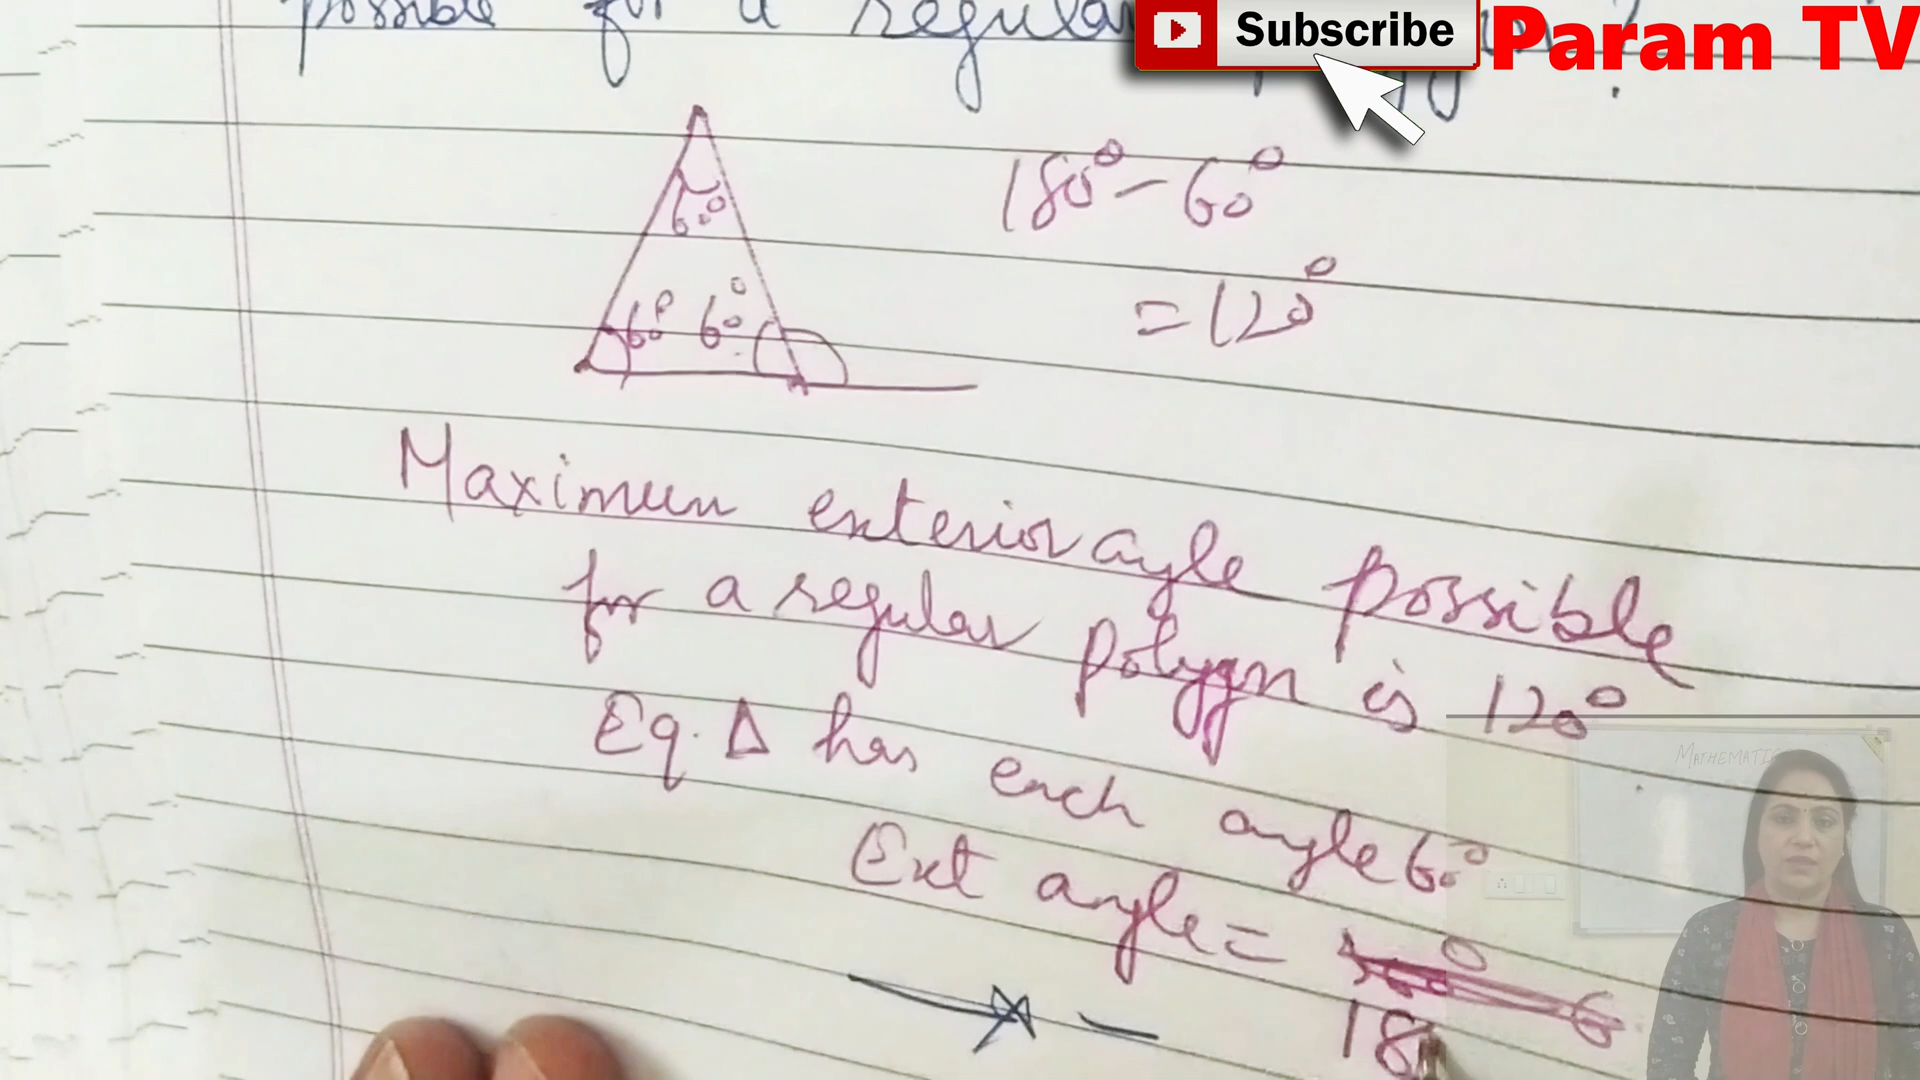 possible for a regular
Subscribe
Param TV
180° - 60°
= 120°
60°
60° 60°
Maximum exterior angle possible
for a regular polygon is 120°
Eq. Δ has each angle 60°
MATHEMATIC
Ext angle =
18